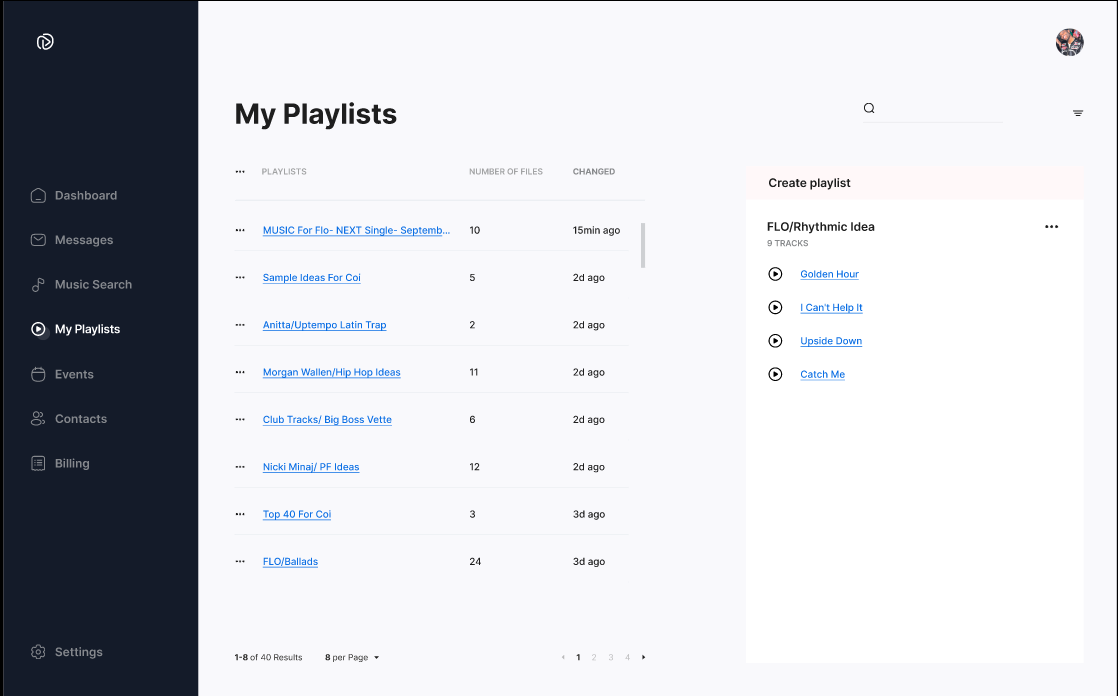 My Playlists
Dashboard
Messages
Music Search
My Playlists
Events
Contacts
Billing
Settings
PLAYLISTS NUMBER OF FILES CHANGED
MUSIC For Flo- NEXT Single- Septemb... 10 15min ago
Sample Ideas For Coi 5 2d ago
Anitta/Uptempo Latin Trap 2 2d ago
Morgan Wallen/Hip Hop Ideas 11 2d ago
Club Tracks/ Big Boss Vette 6 2d ago
Nicki Minaj/ PF Ideas 12 2d ago
Top 40 For Coi 3 3d ago
FLO/Ballads 24 3d ago
1-8 of 40 Results 8 per Page 1 2 3 4
Create playlist
FLO/Rhythmic Idea
9 TRACKS
Golden Hour
I Can't Help It
Upside Down
Catch Me